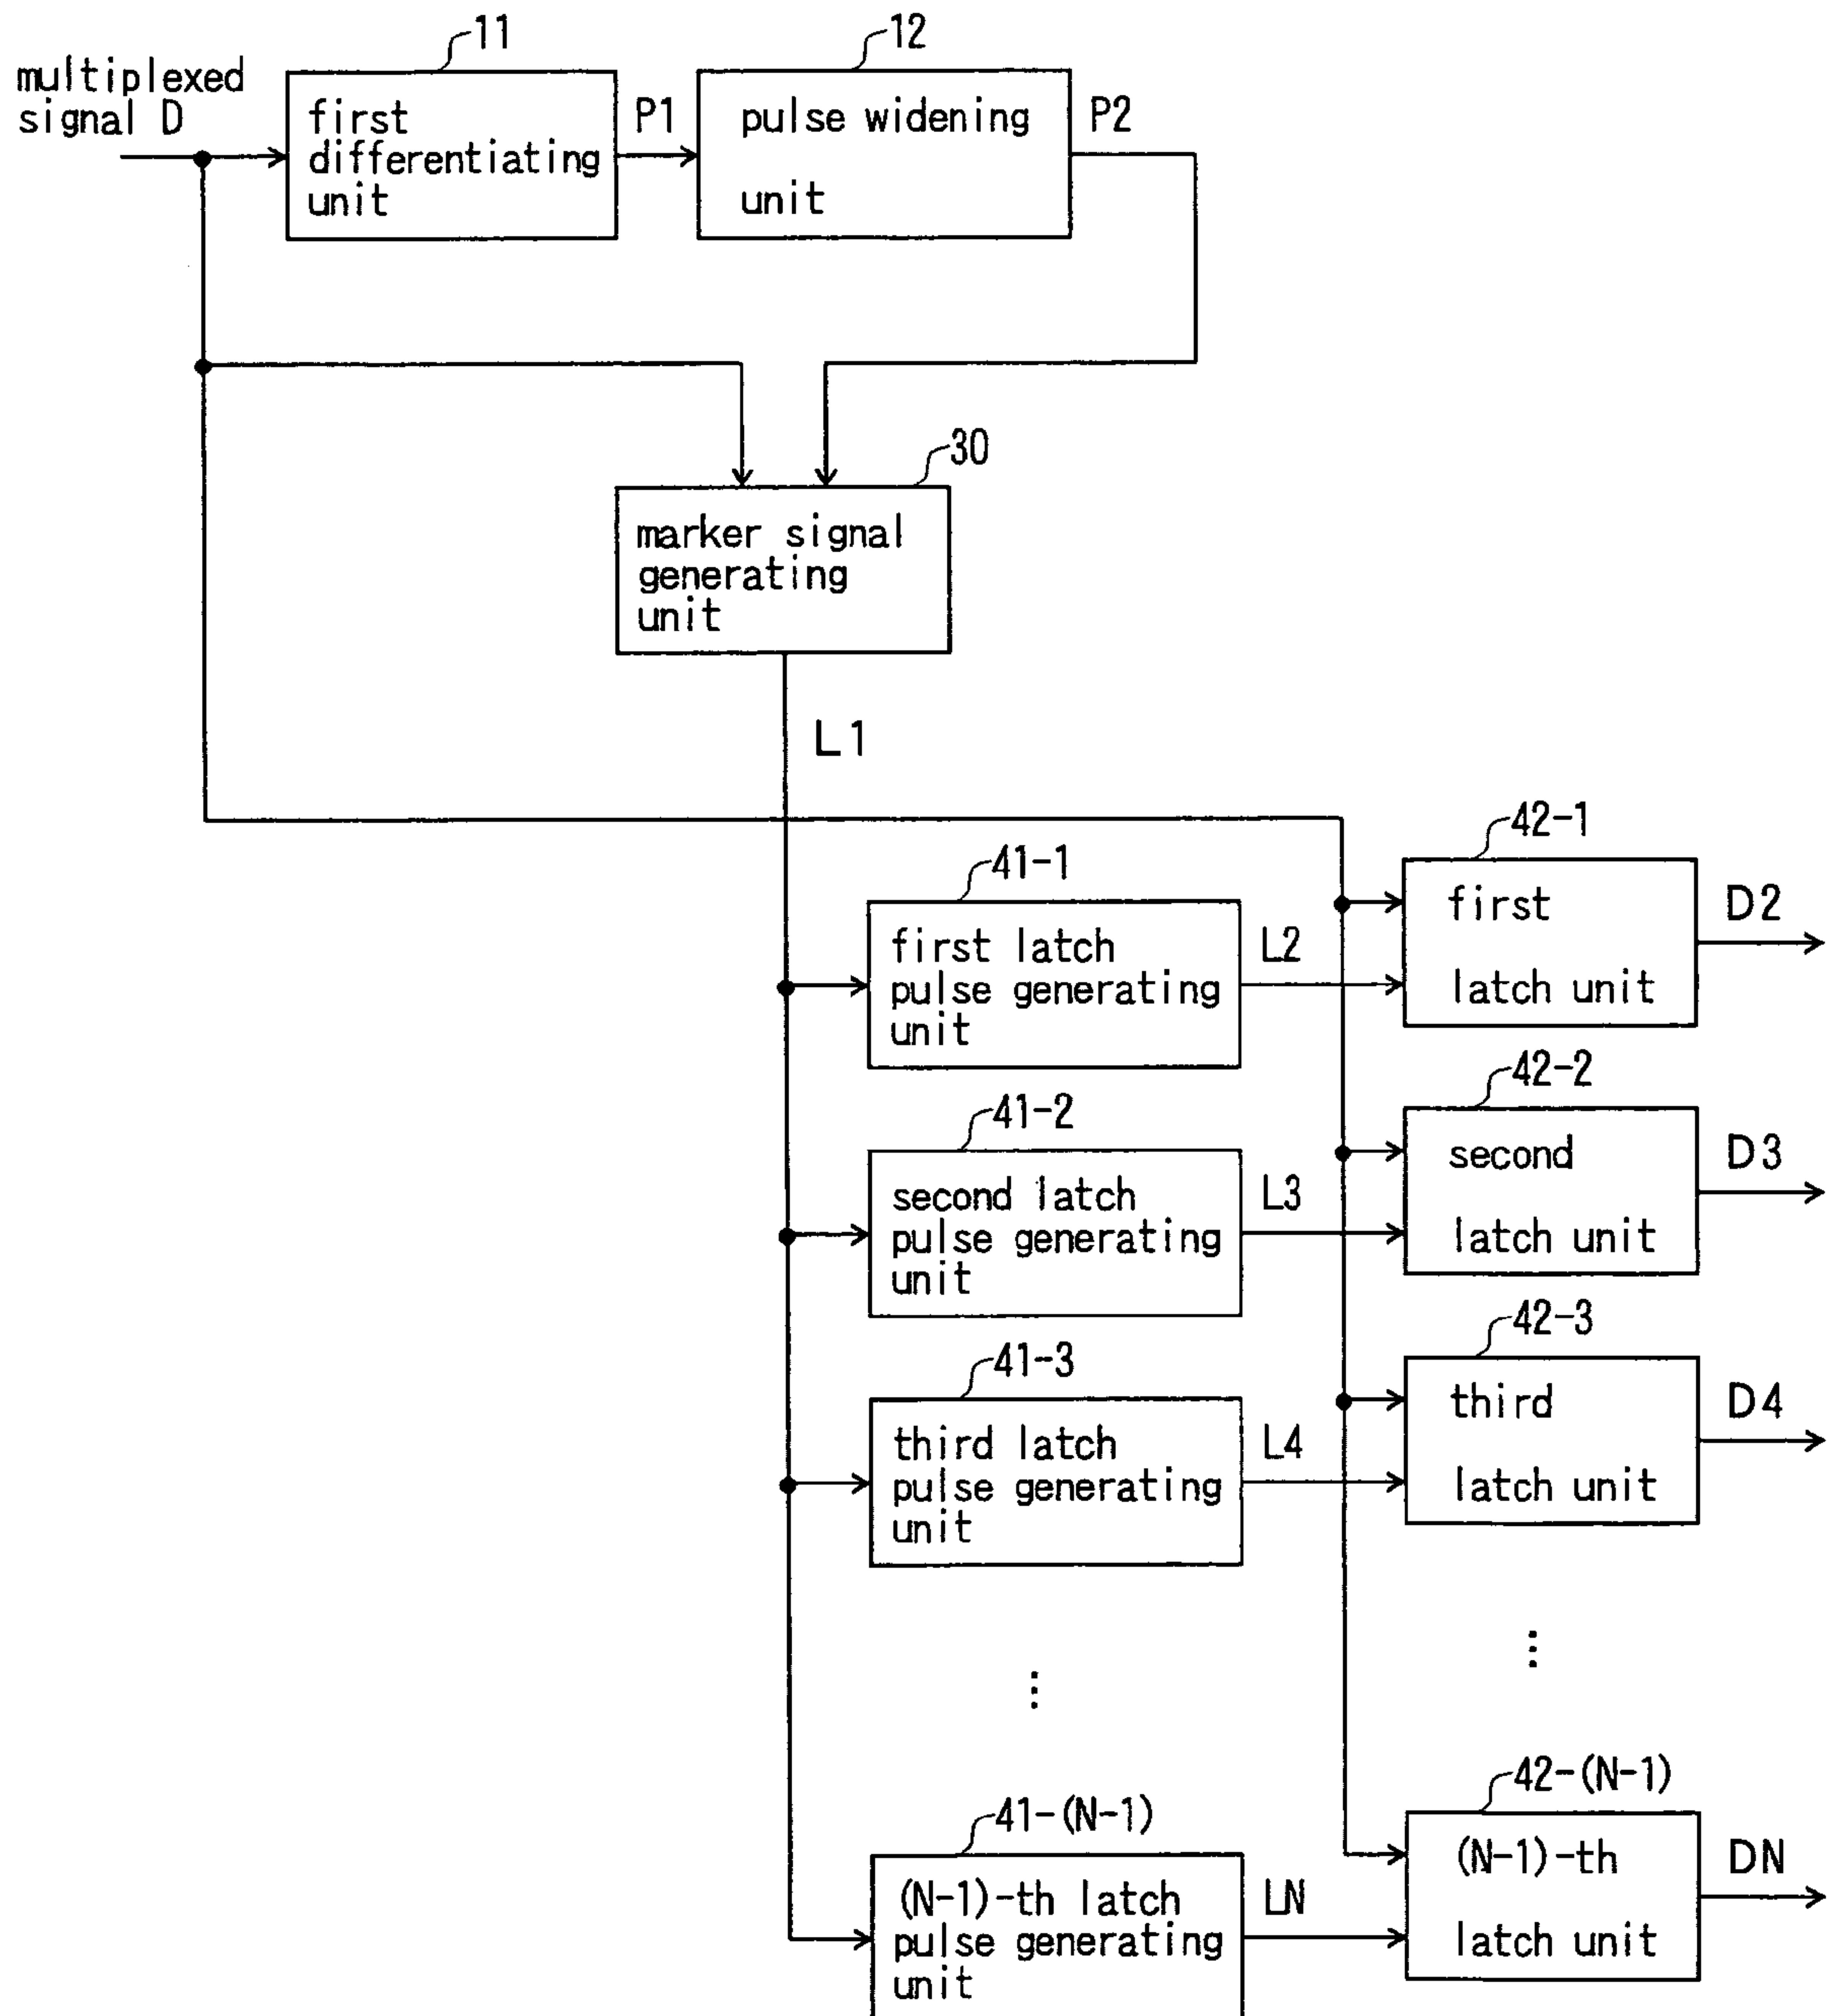 11
12
multiplexed
signal D
first
differentiating
unit
P1
pulse widening
unit
P2
30
marker signal
generating
unit
L1
42-1
41-1
first
latch unit
D2
first latch
pulse generating
unit
L2
42-2
41-2
second
latch unit
D3
second latch
pulse generating
unit
L3
42-3
41-3
third
latch unit
D4
third latch
pulse generating
unit
L4
⋮
⋮
42-(N-1)
41-(N-1)
(N-1)-th
latch unit
DN
(N-1)-th latch
pulse generating
unit
LN